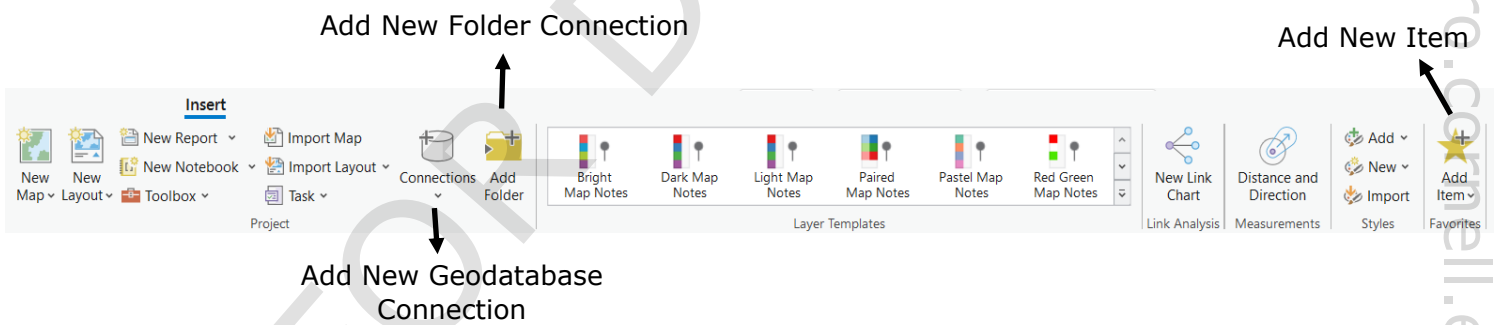 Add New Folder Connection
Add New Item
Insert
New Map
New Layout
New Report
New Notebook
Toolbox
Import Map
Import Layout
Task
Connections
Add Folder
Project
Bright Map Notes
Dark Map Notes
Light Map Notes
Paired Map Notes
Pastel Map Notes
Red Green Map Notes
Layer Templates
New Link Chart
Link Analysis
Distance and Direction
Measurements
Add
New
Import
Styles
Add Item
Favorites
Add New Geodatabase
Connection